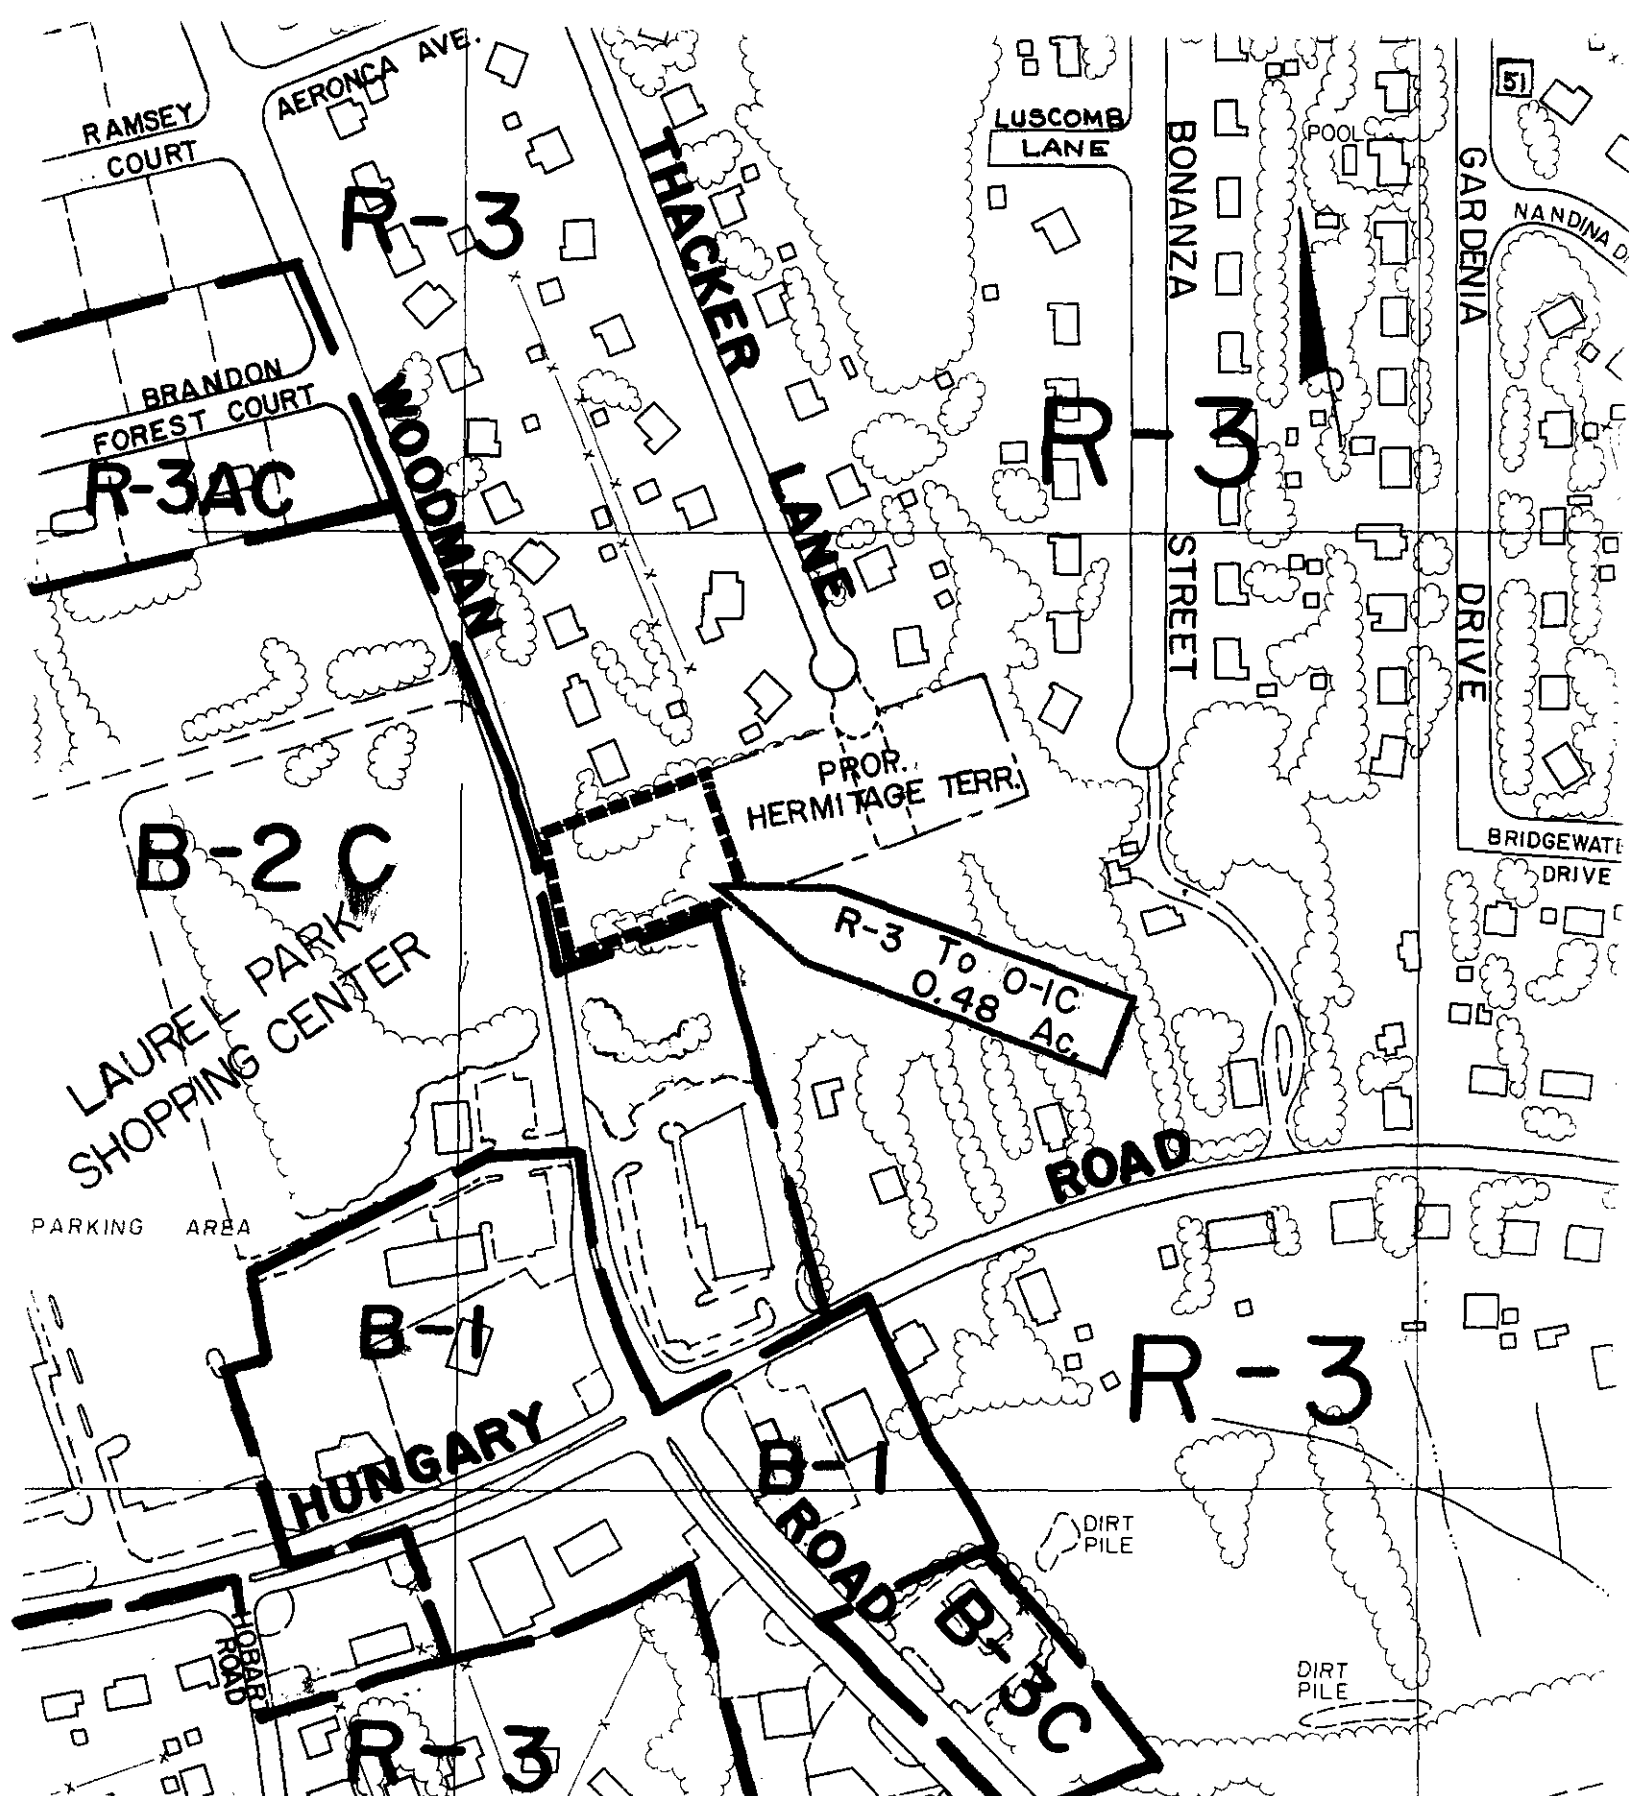 AERONCA AVE.
RAMSEY
COURT
R-3
THACKER
LANE
LUSCOMB
LANE
BONANZA
STREET
POOL
51
GARDENIA
DRIVE
NANDINA D
BRANDON
FOREST COURT
R-3AC
WOODMAN
R-3
PROP.
HERMITAGE TERR.
B-2 C
LAUREL PARK
SHOPPING CENTER
BRIDGEWATE
DRIVE
R-3 To O-1C
0.48 Ac.
ROAD
PARKING AREA
B-1
R-3
HUNGARY
B-1
ROAD
DIRT
PILE
B-3C
HOBAR
ROAD
DIRT
PILE
R-3